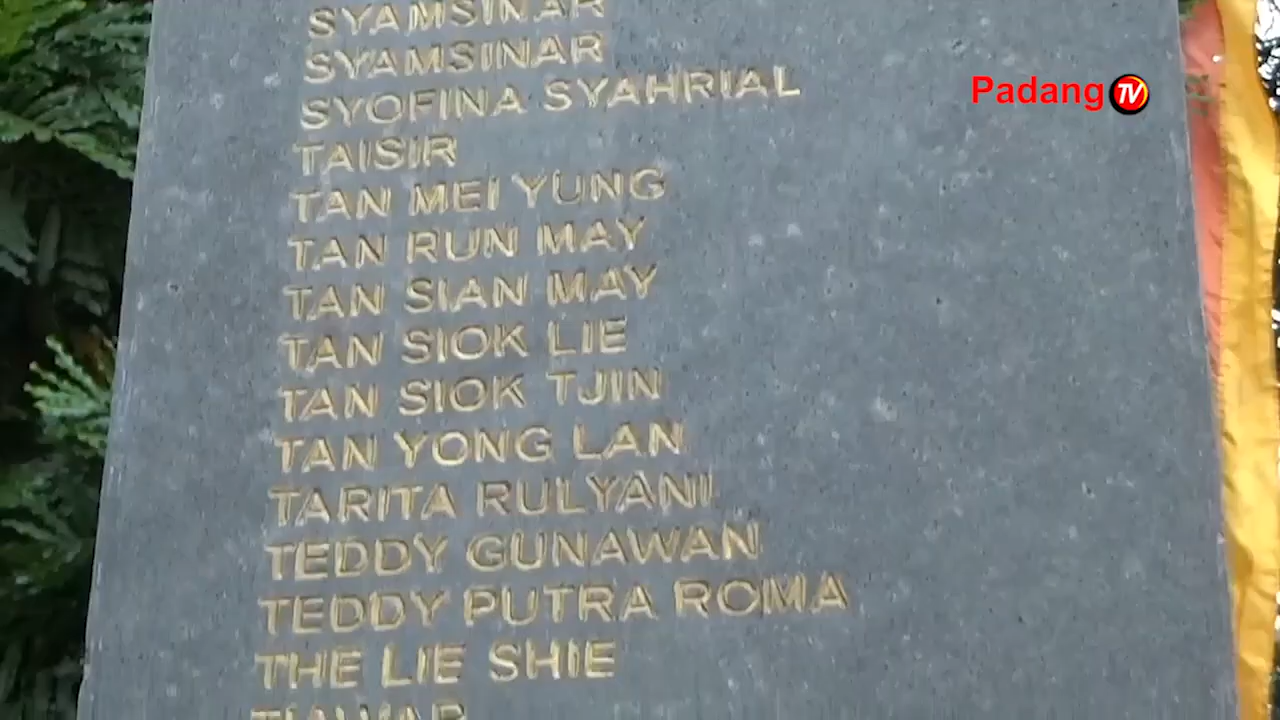 SYAMSINAR
SYAMSINAR
SYOFINA SYAHRIAL
TAISIR
TAN MEI YUNG
TAN RUN MAY
TAN SIAN MAY
TAN SIOK LIE
TAN SIOK TJIN
TAN YONG LAN
TARITA RULYANI
TEDDY GUNAWAN
TEDDY PUTRA ROMA
THE LIE SHIE
Padang TV